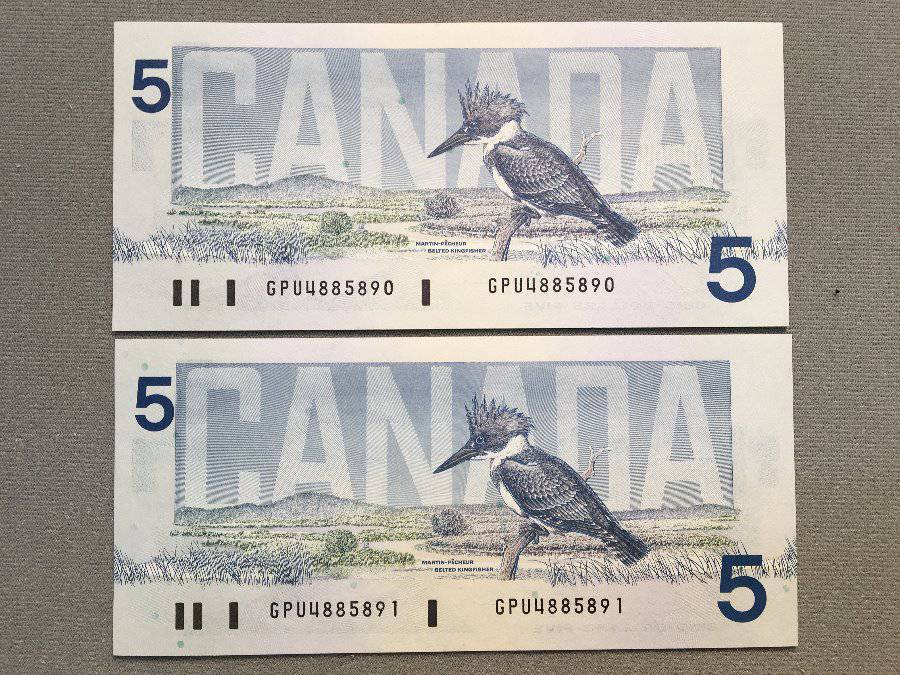 5
CANADA
MARTIN-PÊCHEUR
BELTED KINGFISHER
5
GPU4885890 GPU4885890
5
CANADA
MARTIN-PÊCHEUR
BELTED KINGFISHER
5
GPU4885891 GPU4885891